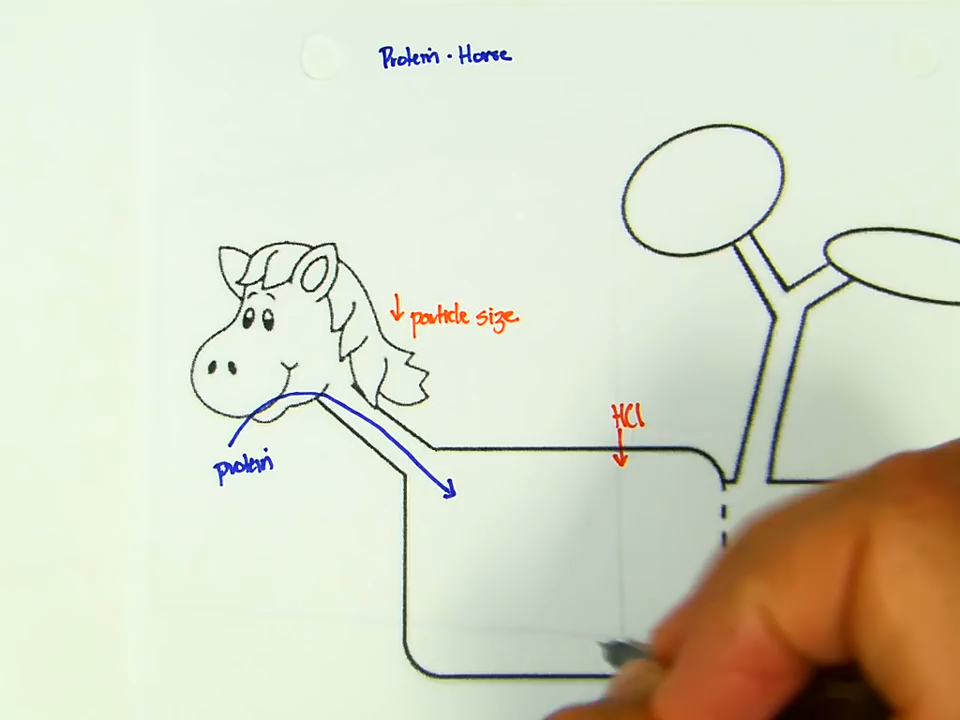 Protein · Horse
↓ particle size
HCl
protein